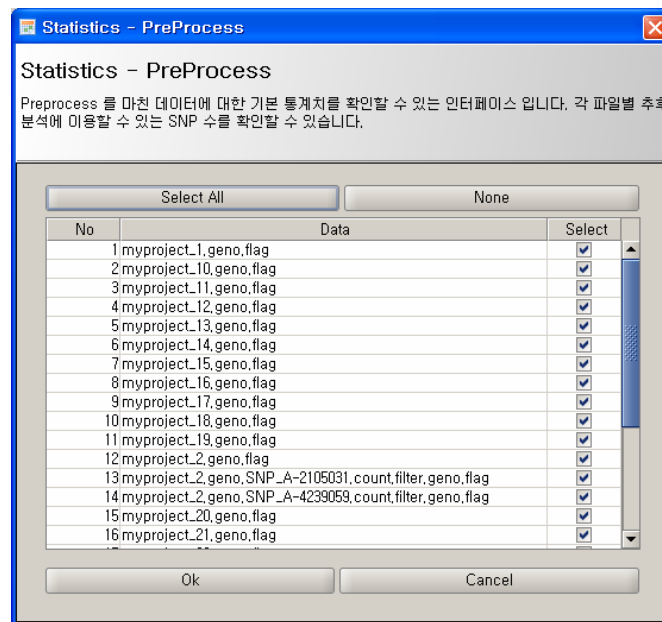 Statistics - PreProcess
Statistics - PreProcess
Preprocess 를 마친 데이터에 대한 기본 통계치를 확인할 수 있는 인터페이스 입니다. 각 파일별 추후
분석에 이용할 수 있는 SNP 수를 확인할 수 있습니다.
Select All None
No Data Select
1 myproject_1.geno.flag
2 myproject_10.geno.flag
3 myproject_11.geno.flag
4 myproject_12.geno.flag
5 myproject_13.geno.flag
6 myproject_14.geno.flag
7 myproject_15.geno.flag
8 myproject_16.geno.flag
9 myproject_17.geno.flag
10 myproject_18.geno.flag
11 myproject_19.geno.flag
12 myproject_2.geno.flag
13 myproject_2.geno.SNP_A-2105031.count.filter.geno.flag
14 myproject_2.geno.SNP_A-4239059.count.filter.geno.flag
15 myproject_20.geno.flag
16 myproject_21.geno.flag
Ok Cancel